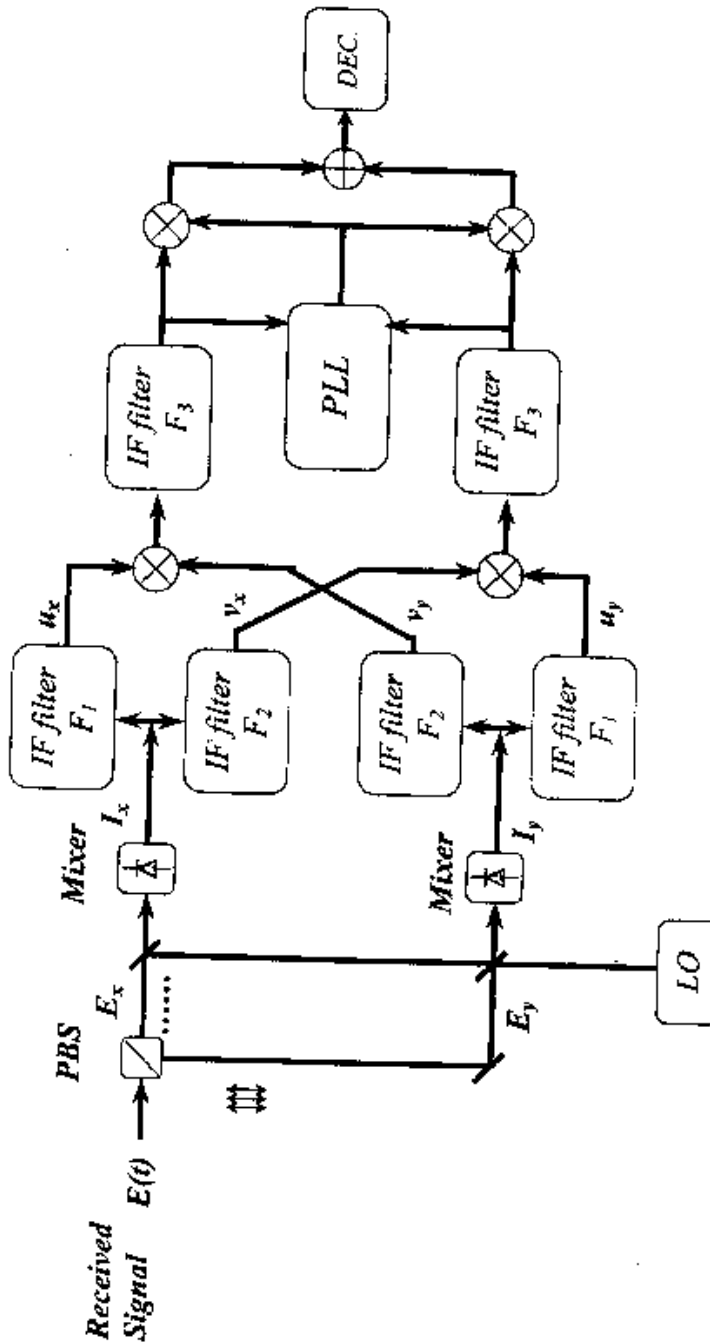 Received
Signal
E(t)
PBS
E_x
E_y
LO
Mixer
I_x
Mixer
I_y
IF filter
F_1
IF filter
F_2
IF filter
F_2
IF filter
F_1
u_x
v_x
v_y
u_y
IF filter
F_3
PLL
IF filter
F_3
DEC.